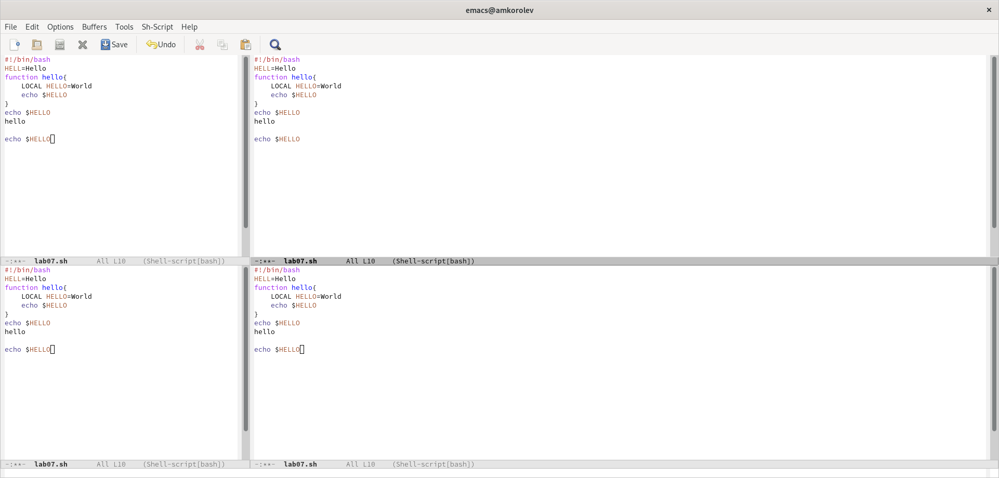 emacs@amkorolev
File Edit Options Buffers Tools Sh-Script Help
Save Undo
#!/bin/bash
HELL=Hello
function hello{
    LOCAL HELLO=World
    echo $HELLO
}
echo $HELLO
hello

echo $HELLO
-:**-  lab07.sh       All L10    (Shell-script[bash])
#!/bin/bash
HELL=Hello
function hello{
    LOCAL HELLO=World
    echo $HELLO
}
echo $HELLO
hello

echo $HELLO
-:**-  lab07.sh       All L10    (Shell-script[bash])
#!/bin/bash
HELL=Hello
function hello{
    LOCAL HELLO=World
    echo $HELLO
}
echo $HELLO
hello

echo $HELLO
-:**-  lab07.sh       All L10    (Shell-script[bash])
#!/bin/bash
HELL=Hello
function hello{
    LOCAL HELLO=World
    echo $HELLO
}
echo $HELLO
hello

echo $HELLO
-:**-  lab07.sh       All L10    (Shell-script[bash])